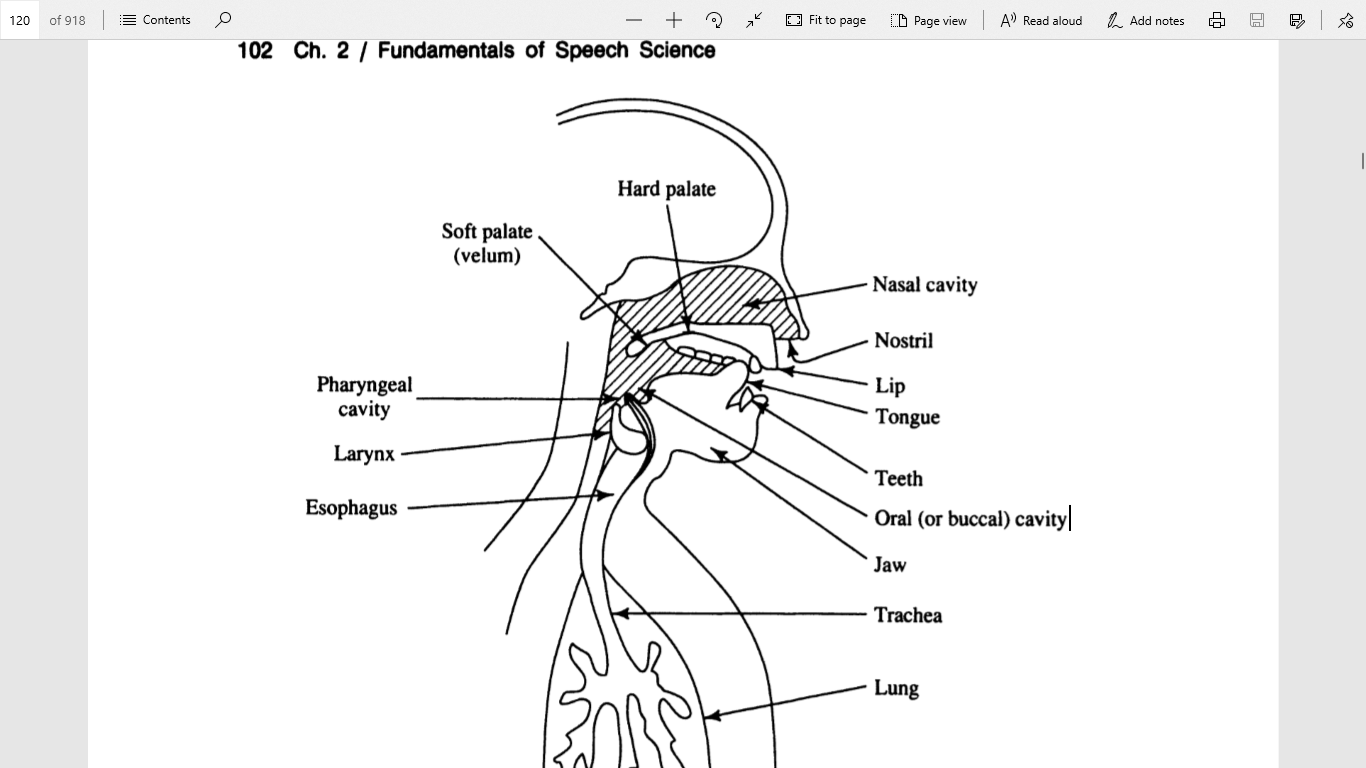 120 of 918 Contents Fit to page Page view Read aloud Add notes
102 Ch. 2 / Fundamentals of Speech Science
Hard palate
Soft palate
(velum)
Nasal cavity
Nostril
Pharyngeal
cavity
Lip
Tongue
Larynx
Teeth
Esophagus
Oral (or buccal) cavity
Jaw
Trachea
Lung